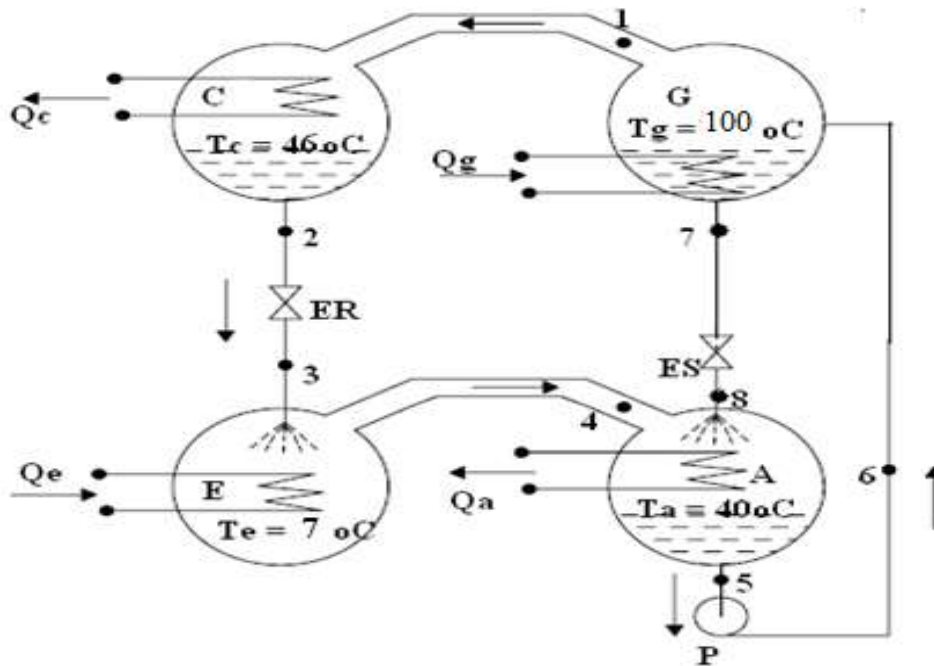 1
C
Qc
Tc = 46oC
G
Tg = 100 oC
Qg
2
7
ER
3
ES
8
4
Qe
E
Te = 7 oC
A
Qa
Ta = 40oC
6
5
P